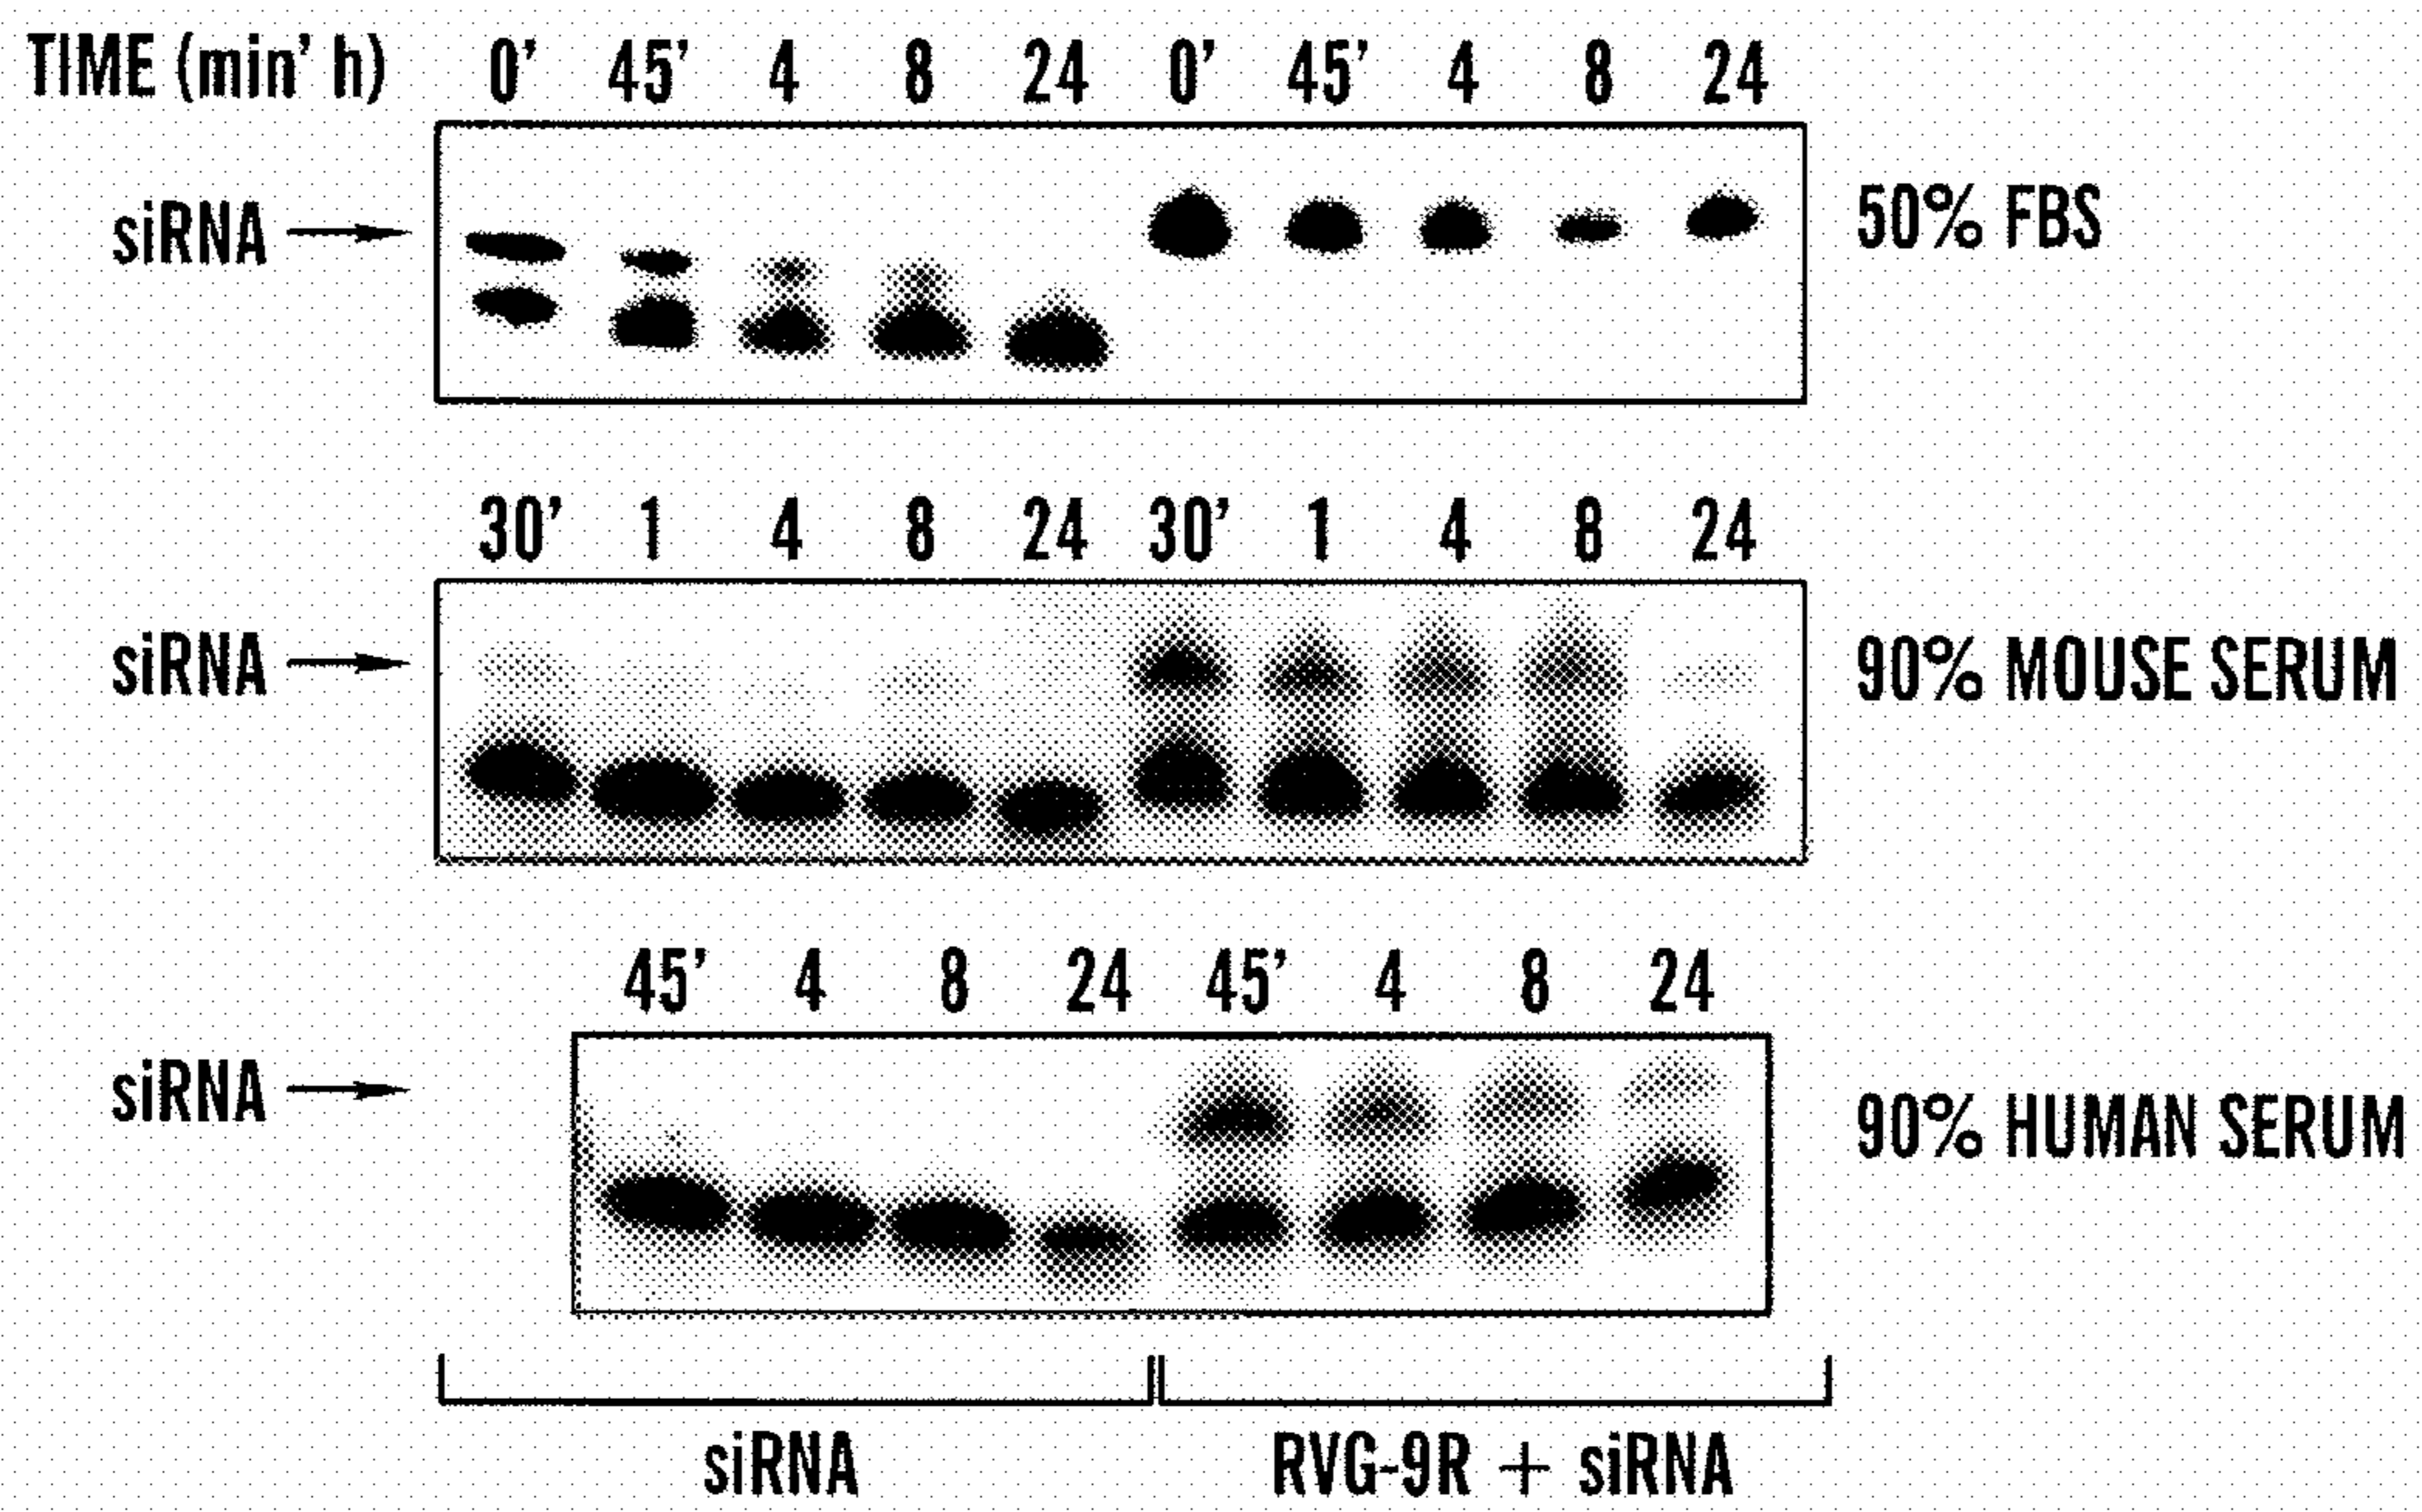 TIME (min' h) 0' 45' 4 8 24 0' 45' 4 8 24
siRNA 50% FBS
30' 1 4 8 24 30' 1 4 8 24
siRNA 90% MOUSE SERUM
45' 4 8 24 45' 4 8 24
siRNA 90% HUMAN SERUM
siRNA RVG-9R + siRNA